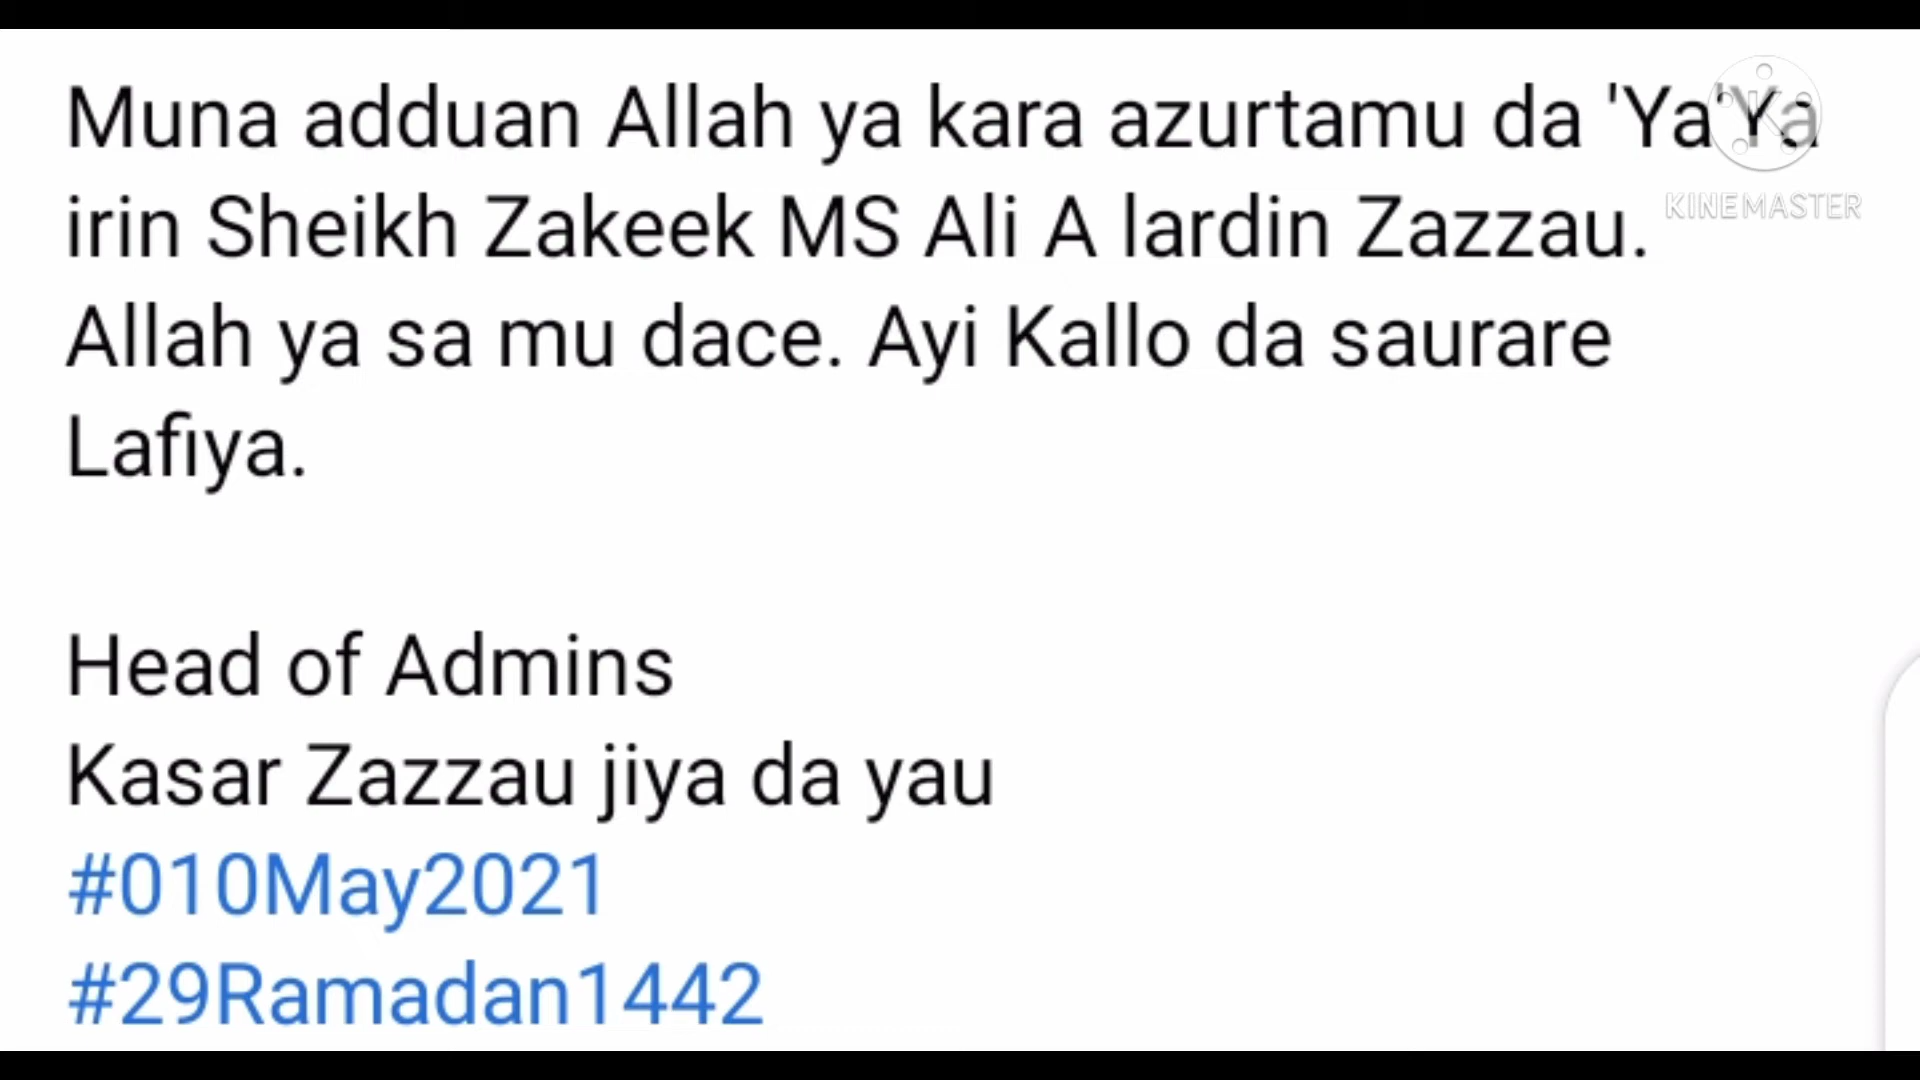 Muna adduan Allah ya kara azurtamu da 'Ya'Ya
irin Sheikh Zakeek MS Ali A lardin Zazzau.
Allah ya sa mu dace. Ayi Kallo da saurare
Lafiya.
Head of Admins
Kasar Zazzau jiya da yau
#010May2021
#29Ramadan1442
KINEMASTER